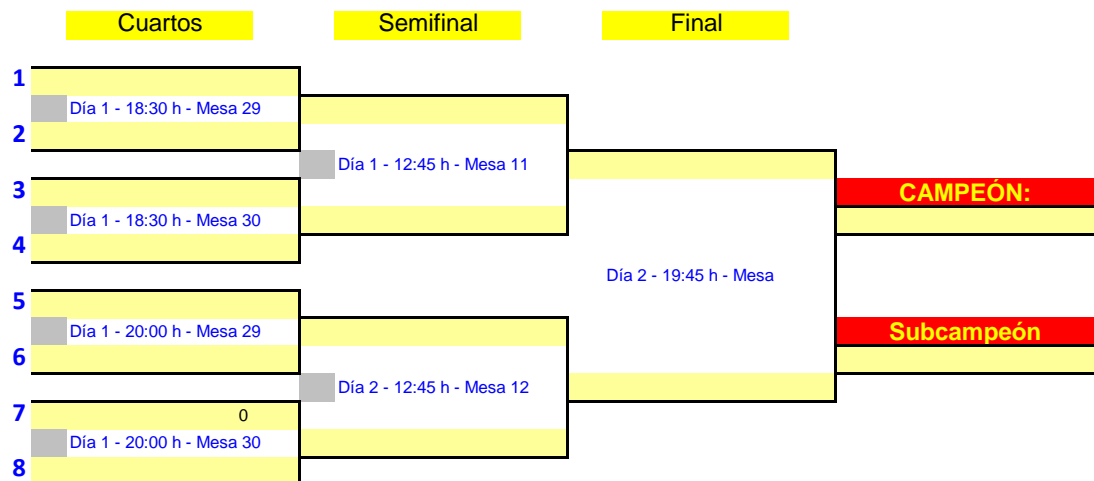 Cuartos Semifinal Final
1
Día 1 - 18:30 h - Mesa 29
2
Día 1 - 12:45 h - Mesa 11
3
CAMPEÓN:
Día 1 - 18:30 h - Mesa 30
4
Día 2 - 19:45 h - Mesa
5
Día 1 - 20:00 h - Mesa 29
Subcampeón
6
Día 2 - 12:45 h - Mesa 12
7
0
Día 1 - 20:00 h - Mesa 30
8